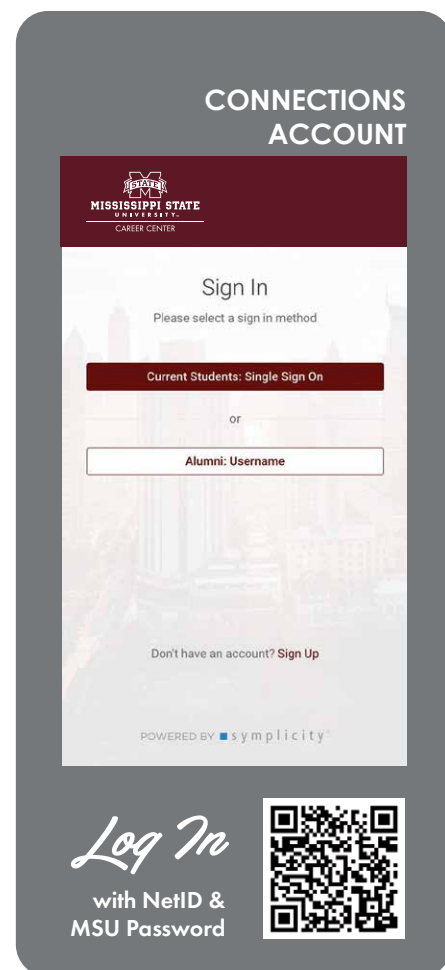 CONNECTIONS
ACCOUNT
STATE
MISSISSIPPI STATE
UNIVERSITY™
CAREER CENTER
Sign In
Please select a sign in method
Current Students: Single Sign On
or
Alumni: Username
Don't have an account? Sign Up
POWERED BY symplicity
Log In
with NetID &
MSU Password